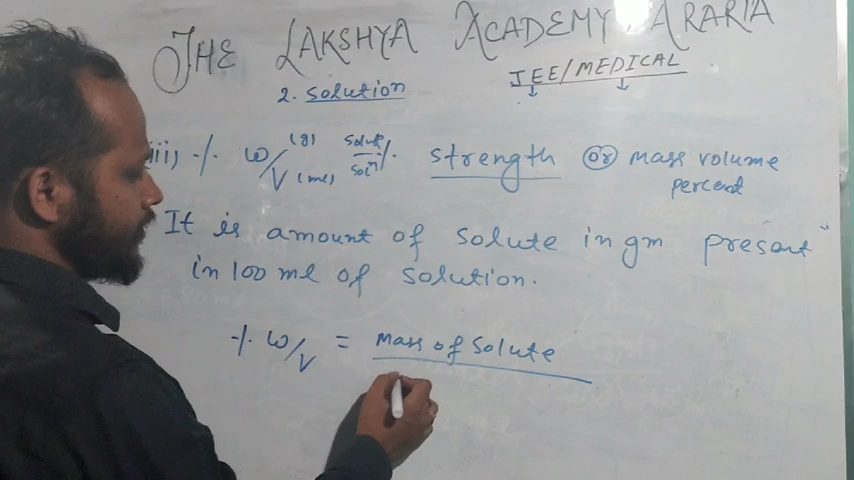 THE LAKSHYA ACADEMY, ARARIA
2. Solution JEE/MEDICAL
iii) % w/v (g) (ml) solute/solⁿ % strength or mass volume
percent
It is amount of solute in gm present"
in 100 ml of solution.
% w/v = Mass of Solute